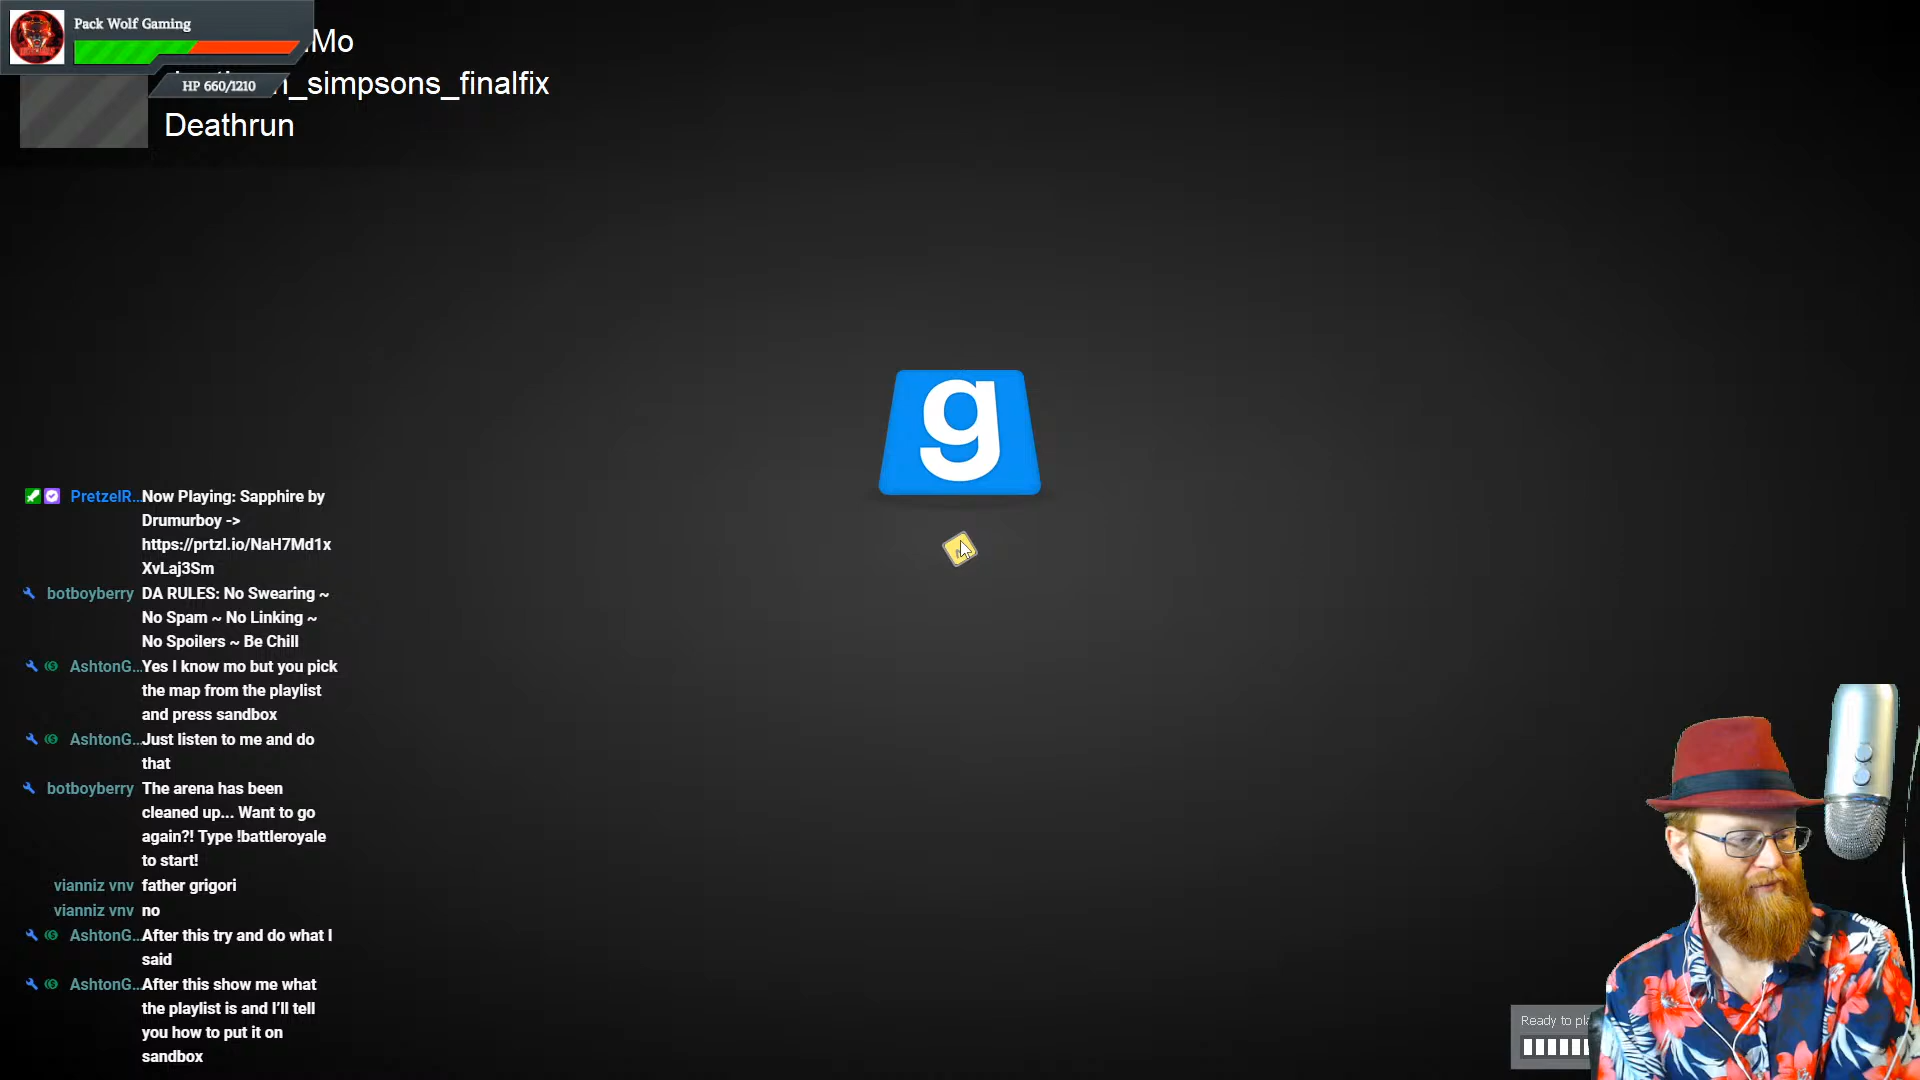 Pack Wolf Gaming
Mo
HP 660/1210
_simpsons_finalfix
Deathrun
g
PretzelR... Now Playing: Sapphire by
Drumurboy ->
https://prtzl.io/NaH7Md1x
XvLaj3Sm
botboyberry DA RULES: No Swearing ~
No Spam ~ No Linking ~
No Spoilers ~ Be Chill
AshtonG... Yes I know mo but you pick
the map from the playlist
and press sandbox
AshtonG... Just listen to me and do
that
botboyberry The arena has been
cleaned up... Want to go
again?! Type !battleroyale
to start!
vianniz vnv father grigori
vianniz vnv no
AshtonG... After this try and do what I
said
AshtonG... After this show me what
the playlist is and I'll tell
you how to put it on
sandbox
Ready to pl